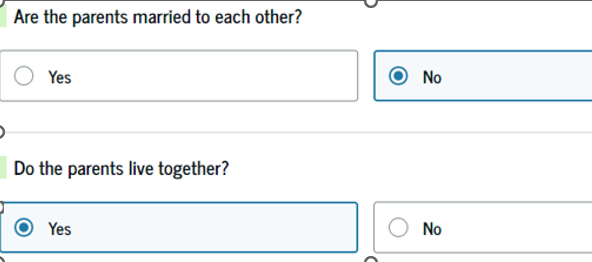 Are the parents married to each other?
Yes
No
Do the parents live together?
Yes
No